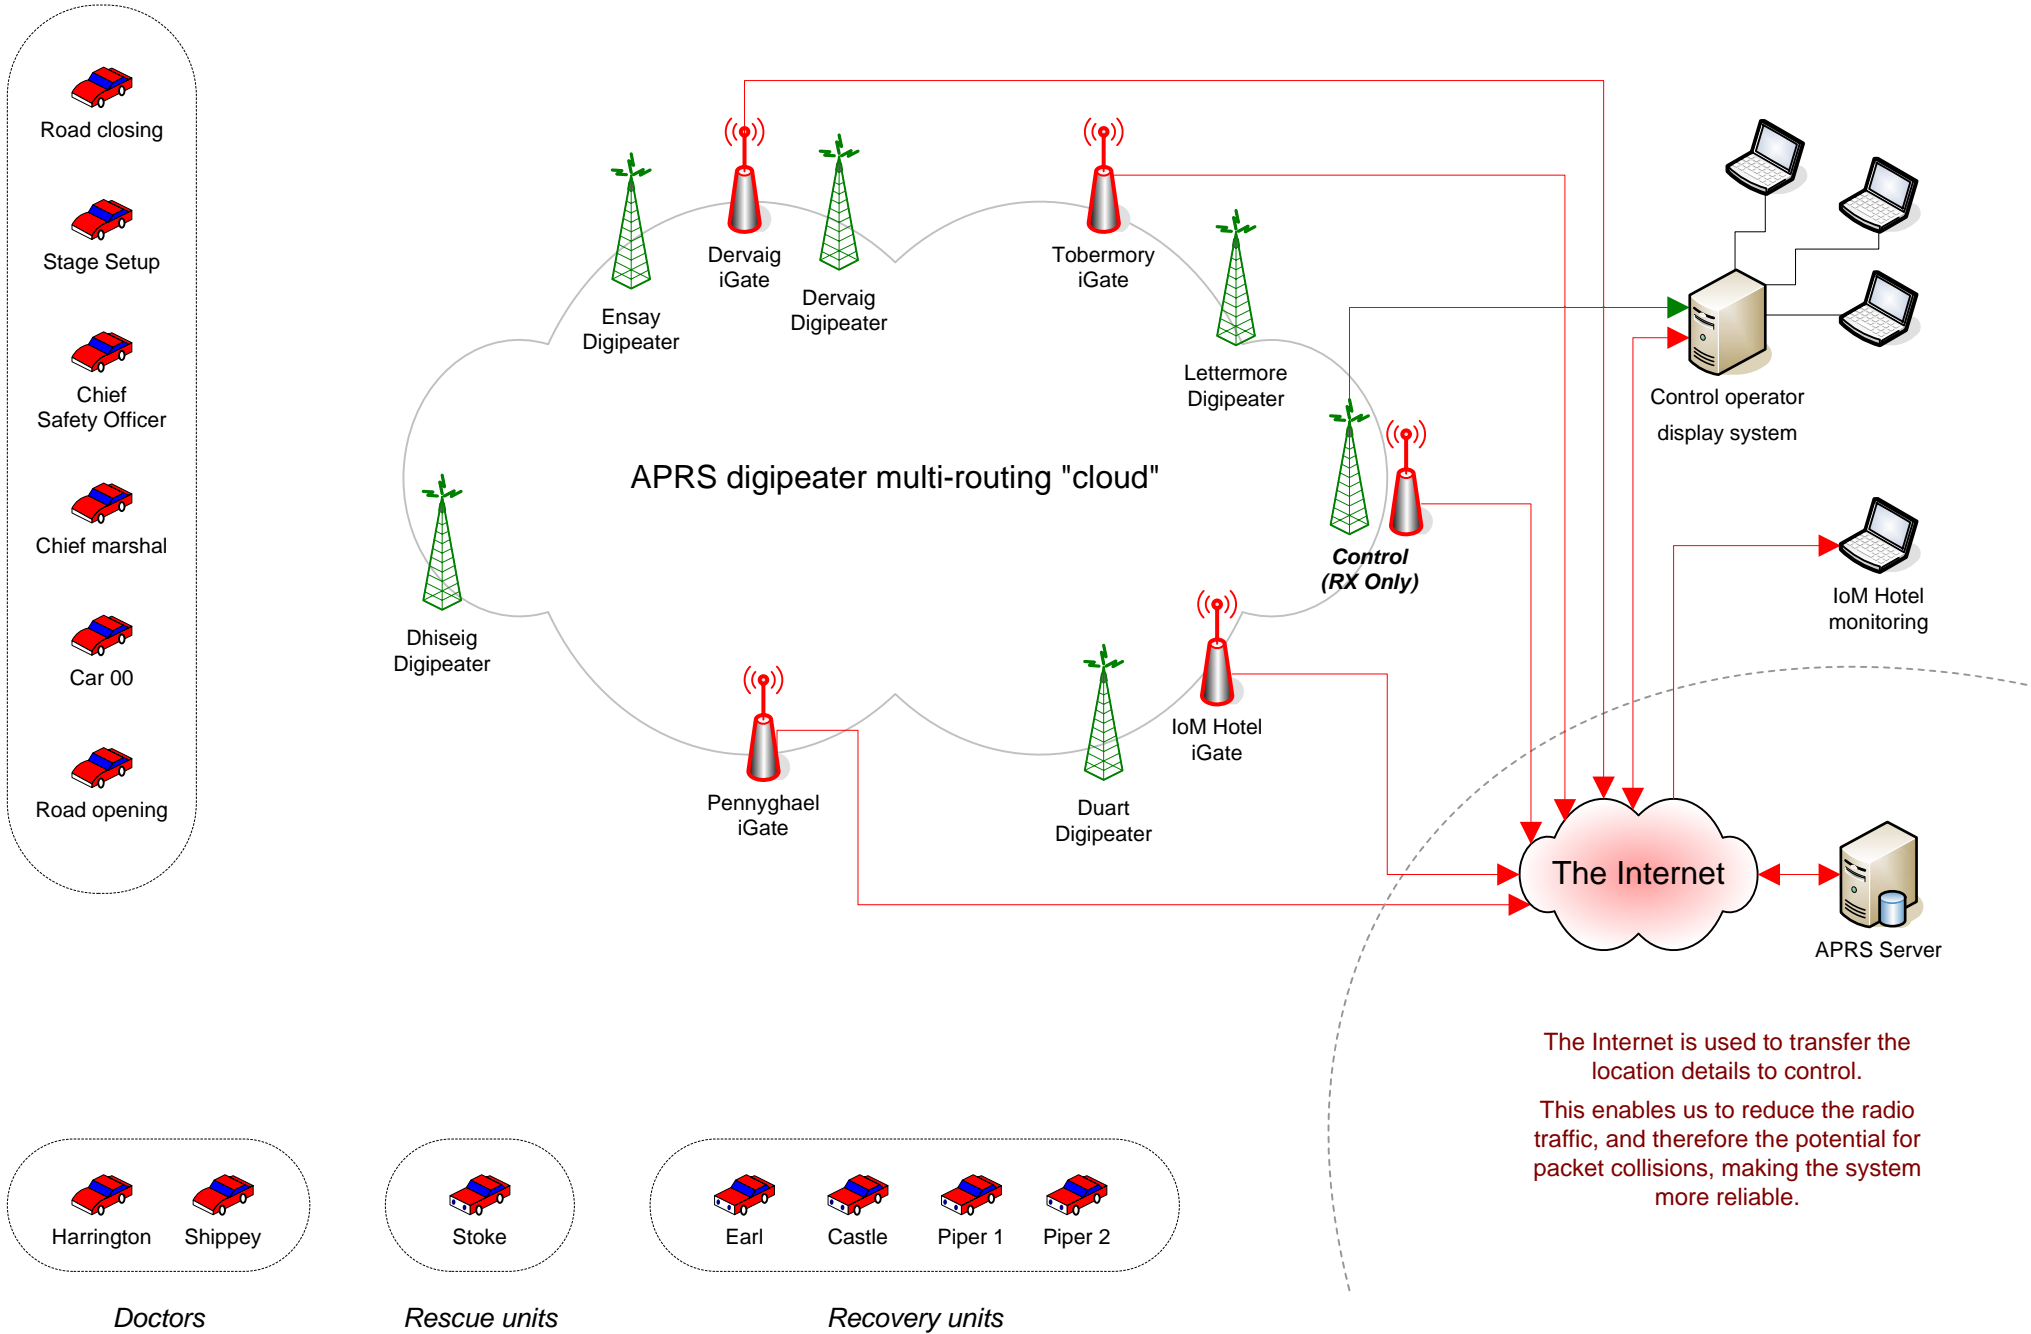 Road closing
Stage Setup
Chief
Safety Officer
Chief marshal
Car 00
Road opening
Ensay
Digipeater
Dervaig
iGate
Dervaig
Digipeater
Tobermory
iGate
Lettermore
Digipeater
APRS digipeater multi-routing "cloud"
Control
(RX Only)
Dhiseig
Digipeater
Pennyghael
iGate
Duart
Digipeater
IoM Hotel
iGate
Control operator
display system
IoM Hotel
monitoring
The Internet
APRS Server
The Internet is used to transfer the
location details to control.
This enables us to reduce the radio
traffic, and therefore the potential for
packet collisions, making the system
more reliable.
Harrington
Shippey
Doctors
Stoke
Rescue units
Earl
Castle
Piper 1
Piper 2
Recovery units